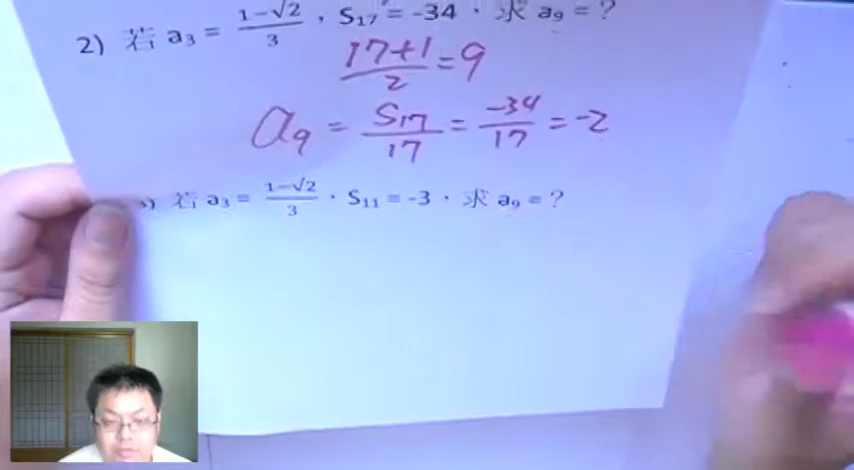 2) 若 a₃ = (1−√2)/3 , S₁₇ = -34 , 求 a₉ = ?
(17+1)/2 = 9
a₉ = S₁₇/17 = -34/17 = -2
3) 若 a₃ = (1−√2)/3 , S₁₁ = -3 , 求 a₉ = ?